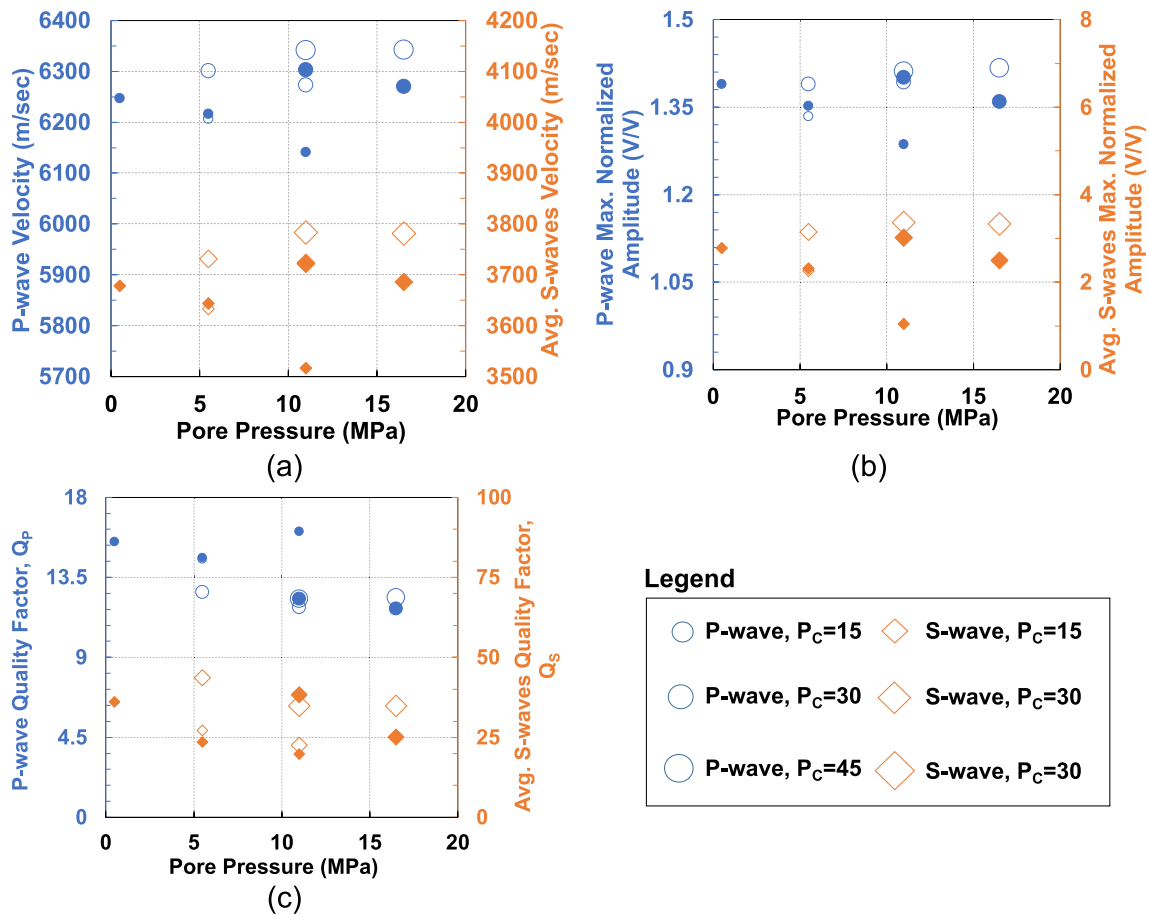 6400
6300
6200
6100
6000
5900
5800
5700
P-wave Velocity (m/sec)
4200
4100
4000
3900
3800
3700
3600
3500
Avg. S-waves Velocity (m/sec)
0 5 10 15 20
Pore Pressure (MPa)
(a)
1.5
1.35
1.2
1.05
0.9
P-wave Max. Normalized
Amplitude (V/V)
8
6
4
2
0
Avg. S-waves Max. Normalized
Amplitude (V/V)
0 5 10 15 20
Pore Pressure (MPa)
(b)
18
13.5
9
4.5
0
P-wave Quality Factor, Q_P
100
75
50
25
0
Avg. S-waves Quality Factor,
Q_S
0 5 10 15 20
Pore Pressure (MPa)
(c)
Legend
P-wave, P_C=15 S-wave, P_C=15
P-wave, P_C=30 S-wave, P_C=30
P-wave, P_C=45 S-wave, P_C=30